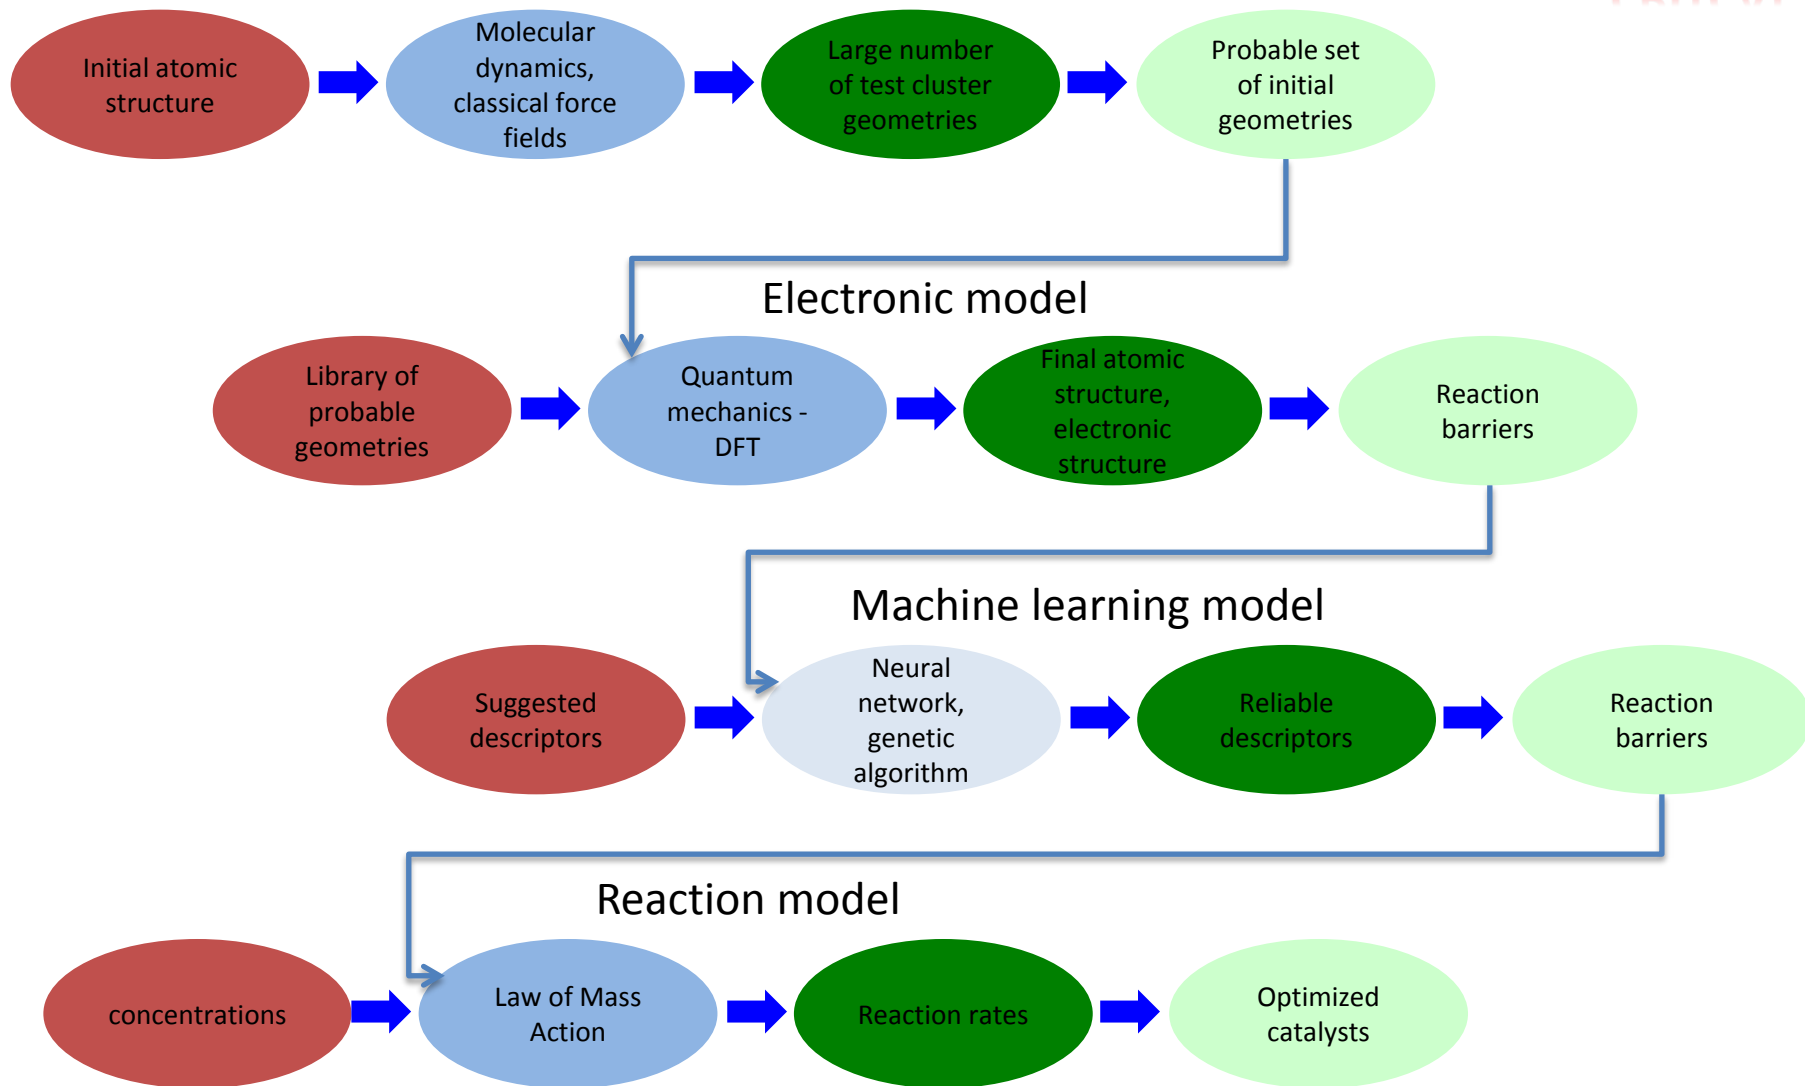 Initial atomic
structure
Molecular
dynamics,
classical force
fields
Large number
of test cluster
geometries
Probable set
of initial
geometries
Electronic model
Library of
probable
geometries
Quantum
mechanics -
DFT
Final atomic
structure,
electronic
structure
Reaction
barriers
Machine learning model
Suggested
descriptors
Neural
network,
genetic
algorithm
Reliable
descriptors
Reaction
barriers
Reaction model
concentrations
Law of Mass
Action
Reaction rates
Optimized
catalysts